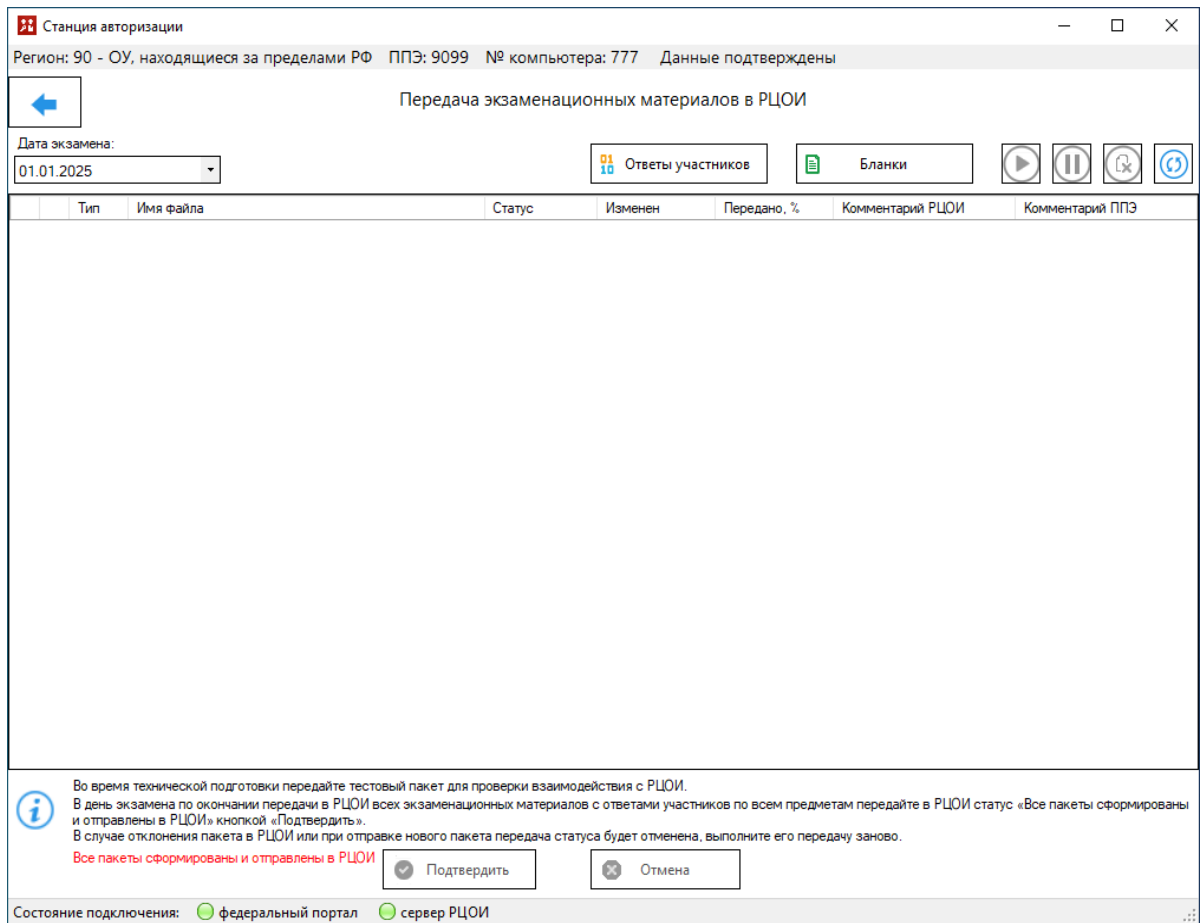 Станция авторизации
Регион: 90 - ОУ, находящиеся за пределами РФ ППЭ: 9099 № компьютера: 777 Данные подтверждены
Передача экзаменационных материалов в РЦОИ
Дата экзамена:
01.01.2025
Ответы участников Бланки
Тип Имя файла Статус Изменен Передано, % Комментарий РЦОИ Комментарий ППЭ
Во время технической подготовки передайте тестовый пакет для проверки взаимодействия с РЦОИ.
В день экзамена по окончании передачи в РЦОИ всех экзаменационных материалов с ответами участников по всем предметам передайте в РЦОИ статус «Все пакеты сформированы
и отправлены в РЦОИ» кнопкой «Подтвердить».
В случае отклонения пакета в РЦОИ или при отправке нового пакета передача статуса будет отменена, выполните его передачу заново.
Все пакеты сформированы и отправлены в РЦОИ Подтвердить Отмена
Состояние подключения: федеральный портал сервер РЦОИ